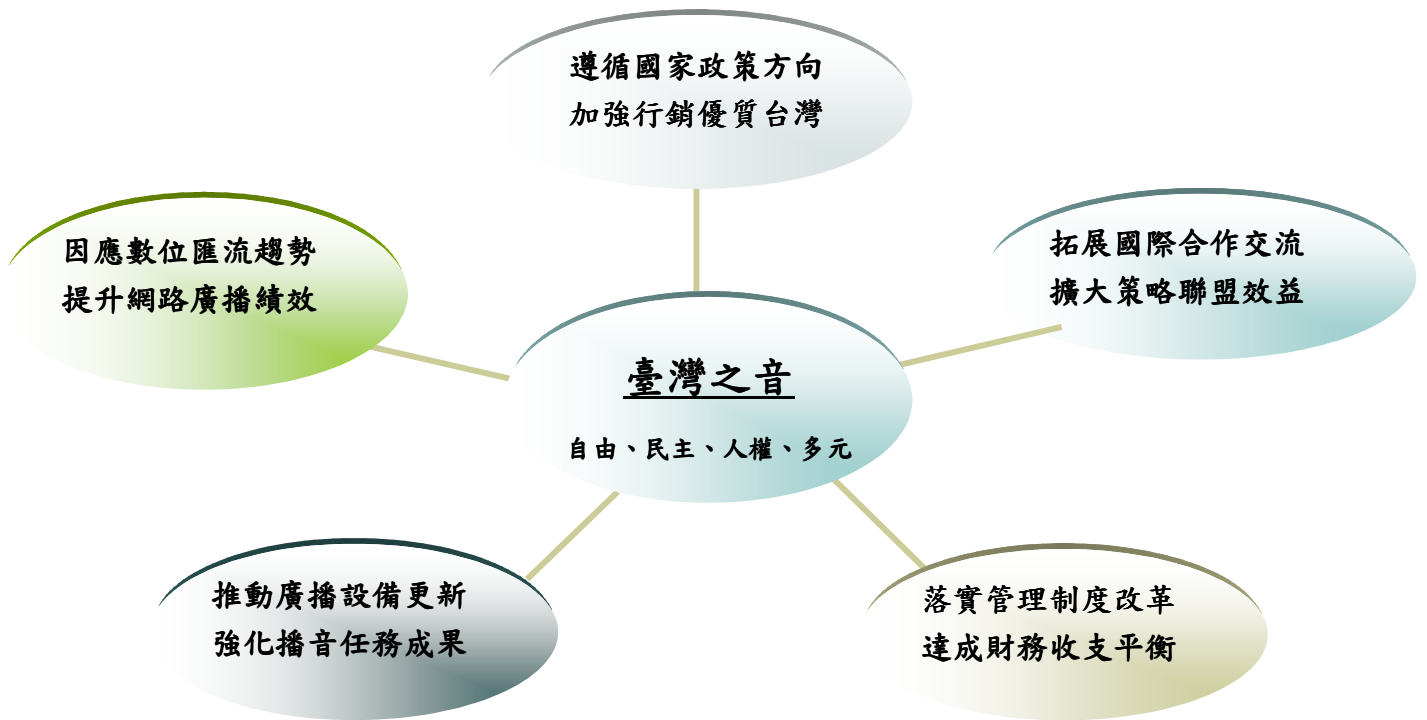 遵循國家政策方向
加強行銷優質台灣
因應數位匯流趨勢
提升網路廣播績效
拓展國際合作交流
擴大策略聯盟效益
臺灣之音
自由、民主、人權、多元
推動廣播設備更新
強化播音任務成果
落實管理制度改革
達成財務收支平衡